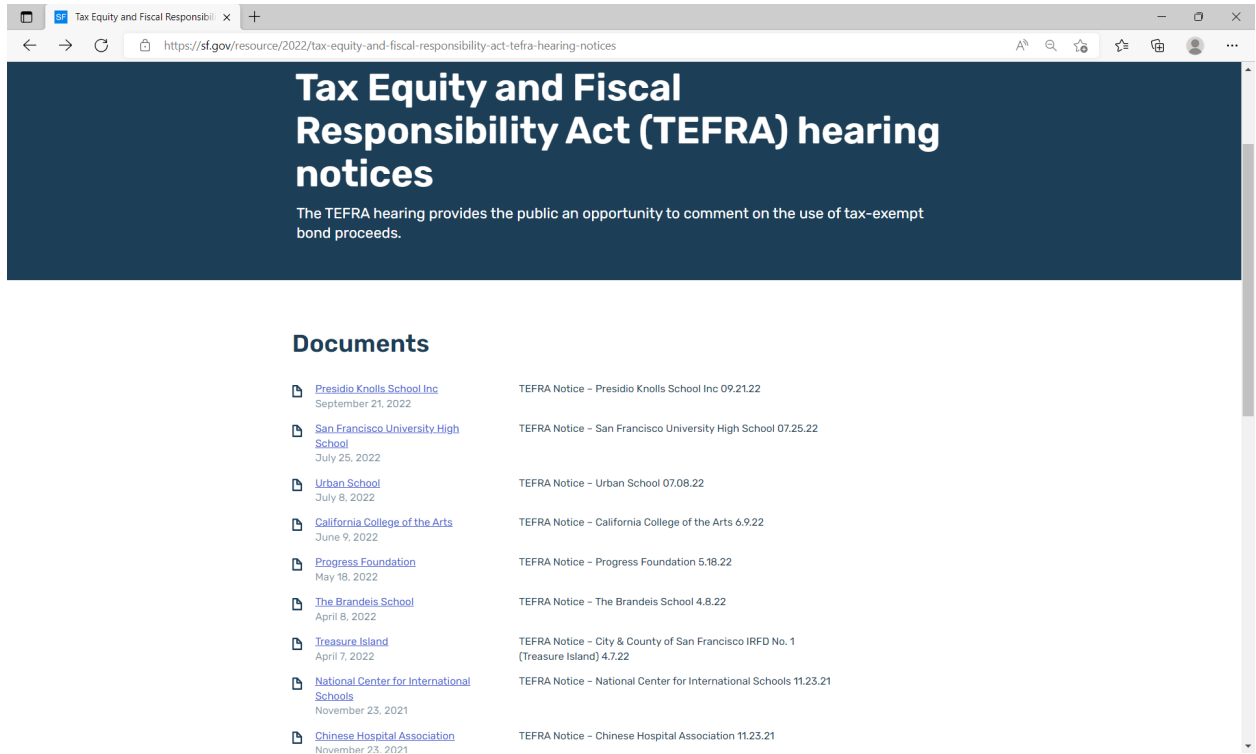 SF Tax Equity and Fiscal Responsibili
https://sf.gov/resource/2022/tax-equity-and-fiscal-responsibility-act-tefra-hearing-notices
Tax Equity and Fiscal
Responsibility Act (TEFRA) hearing
notices
The TEFRA hearing provides the public an opportunity to comment on the use of tax-exempt
bond proceeds.
Documents
Presidio Knolls School Inc TEFRA Notice – Presidio Knolls School Inc 09.21.22
September 21, 2022
San Francisco University High TEFRA Notice – San Francisco University High School 07.25.22
School
July 25, 2022
Urban School TEFRA Notice – Urban School 07.08.22
July 8, 2022
California College of the Arts TEFRA Notice – California College of the Arts 6.9.22
June 9, 2022
Progress Foundation TEFRA Notice – Progress Foundation 5.18.22
May 18, 2022
The Brandeis School TEFRA Notice – The Brandeis School 4.8.22
April 8, 2022
Treasure Island TEFRA Notice – City & County of San Francisco IRFD No. 1
April 7, 2022 (Treasure Island) 4.7.22
National Center for International TEFRA Notice – National Center for International Schools 11.23.21
Schools
November 23, 2021
Chinese Hospital Association TEFRA Notice – Chinese Hospital Association 11.23.21
November 23, 2021